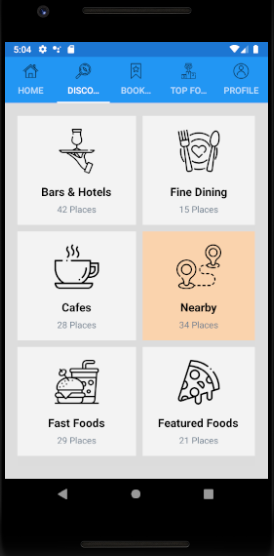 5:04
HOME
DISCO...
BOOK...
TOP FO...
PROFILE
Bars & Hotels
42 Places
Fine Dining
15 Places
Cafes
28 Places
Nearby
34 Places
Fast Foods
29 Places
Featured Foods
21 Places